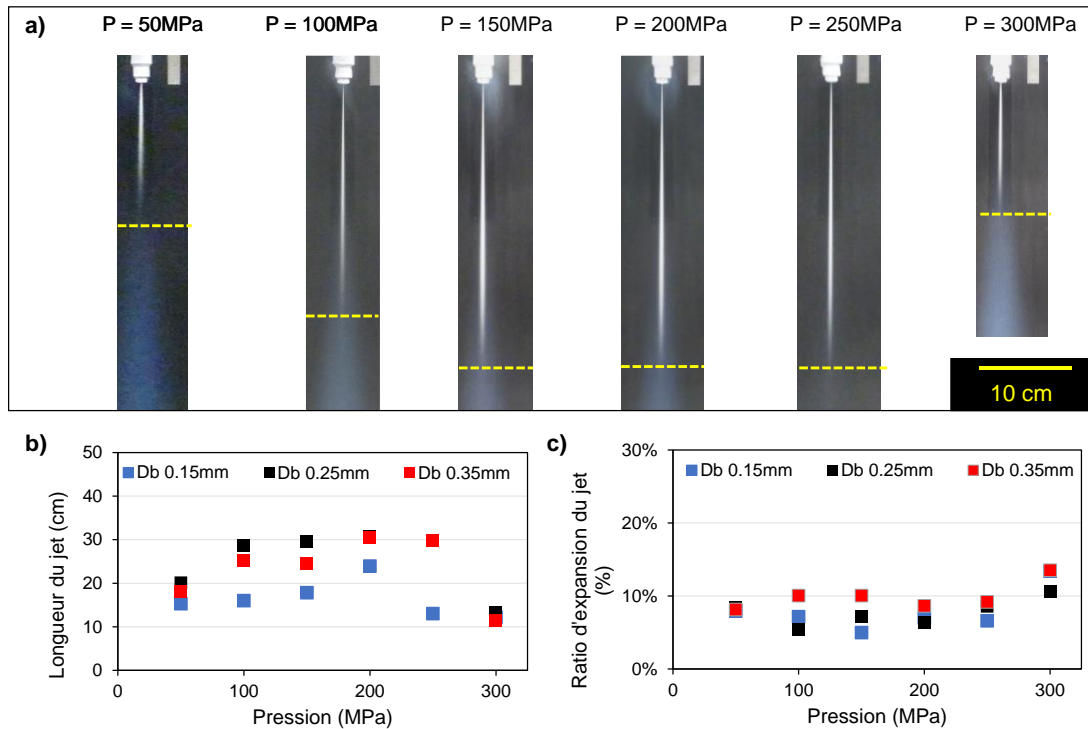 a)
P = 50MPa
P = 100MPa
P = 150MPa
P = 200MPa
P = 250MPa
P = 300MPa
10 cm
b)
Longueur du jet (cm)
50
40
30
20
10
0
Db 0.15mm
Db 0.25mm
Db 0.35mm
0
100
200
300
Pression (MPa)
c)
Ratio d'expansion du jet
(%)
30%
20%
10%
0%
Db 0.15mm
Db 0.25mm
Db 0.35mm
0
100
200
300
Pression (MPa)